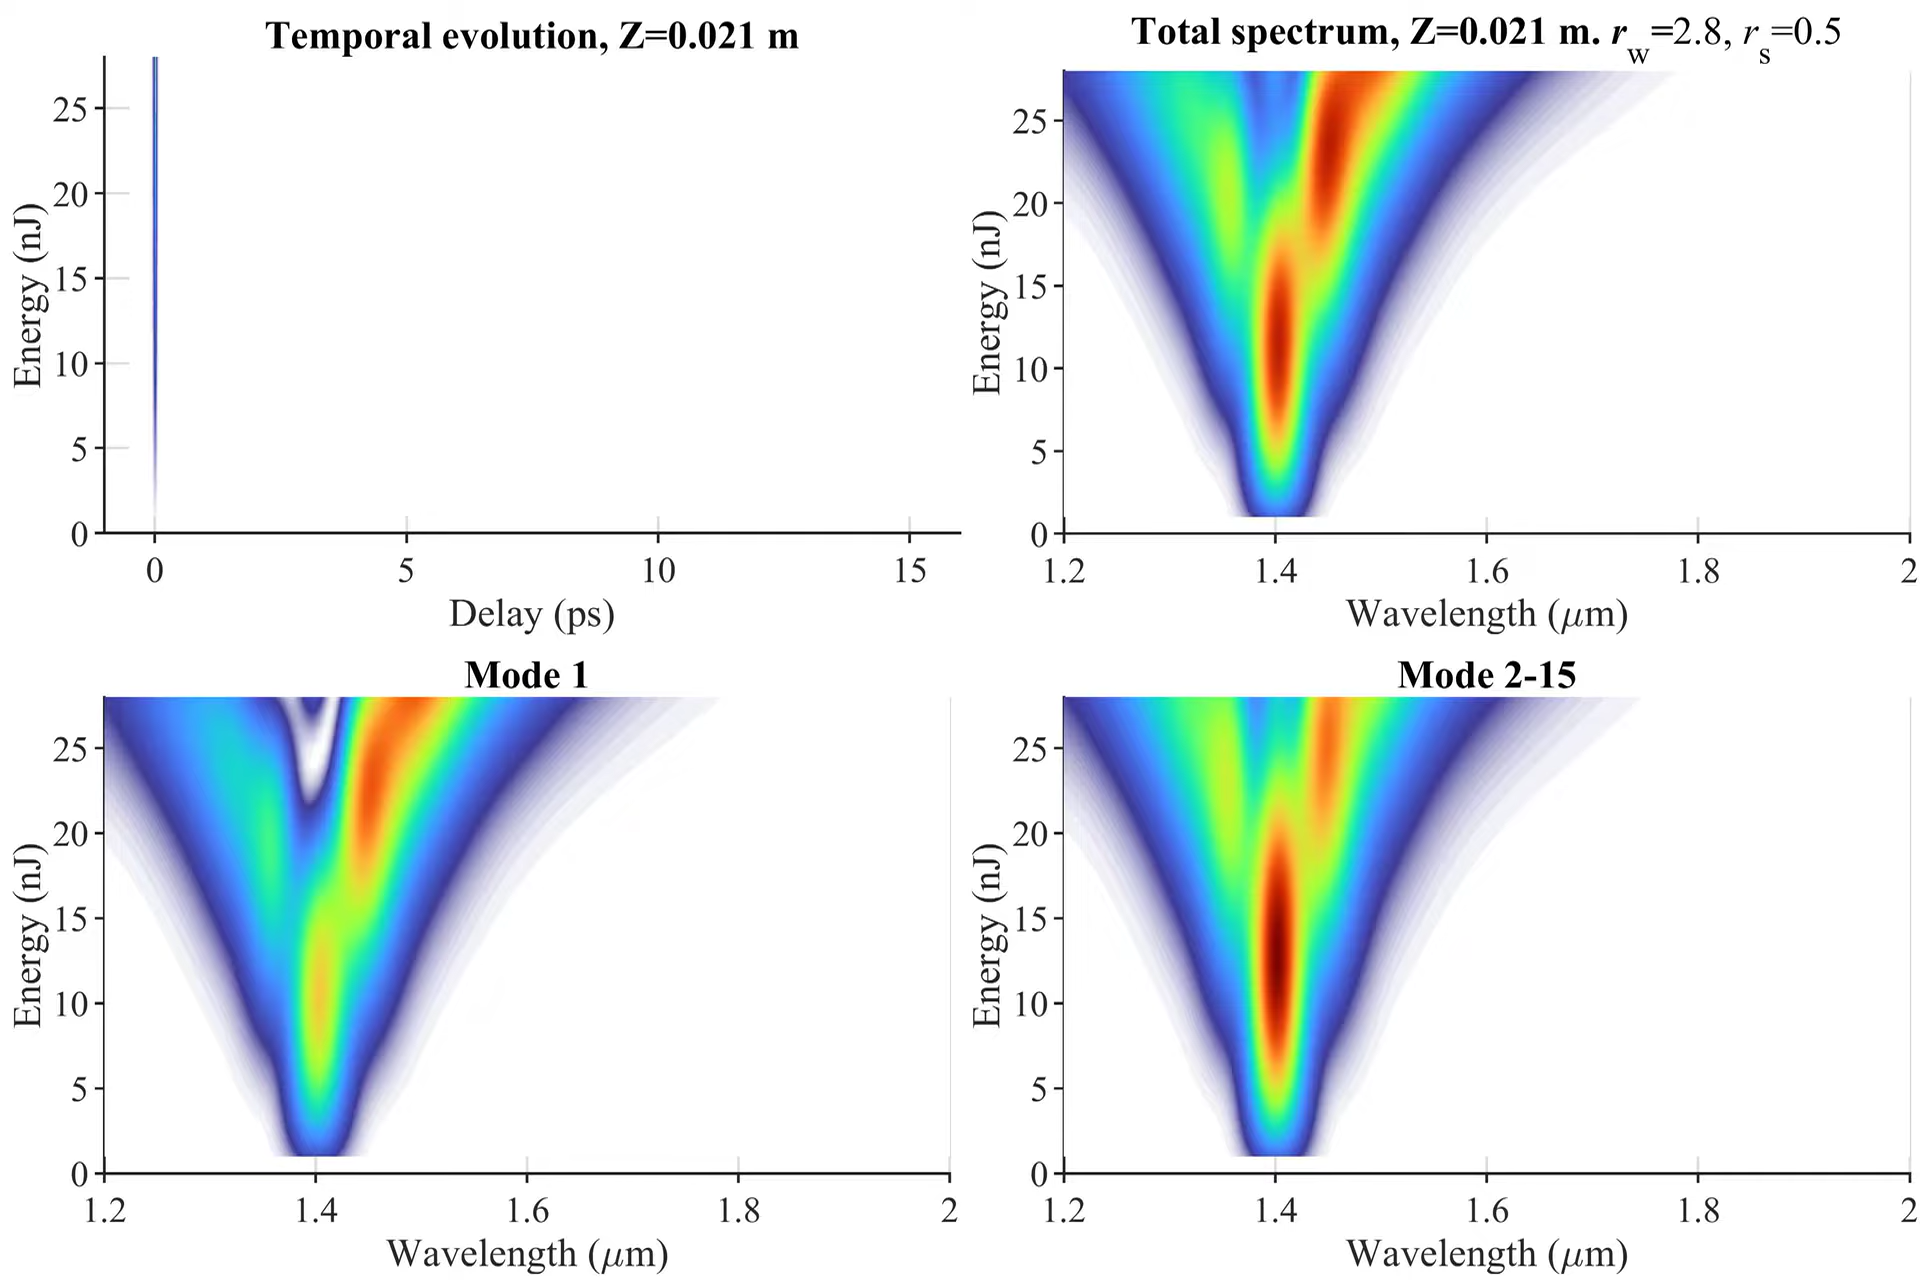 Temporal evolution, Z=0.021 m
25
20
15
10
5
0
Energy (nJ)
0 5 10 15
Delay (ps)
Total spectrum, Z=0.021 m. r_w=2.8, r_s=0.5
25
20
15
10
5
0
Energy (nJ)
1.2 1.4 1.6 1.8 2
Wavelength (μm)
Mode 1
25
20
15
10
5
0
Energy (nJ)
1.2 1.4 1.6 1.8 2
Wavelength (μm)
Mode 2-15
25
20
15
10
5
0
Energy (nJ)
1.2 1.4 1.6 1.8 2
Wavelength (μm)